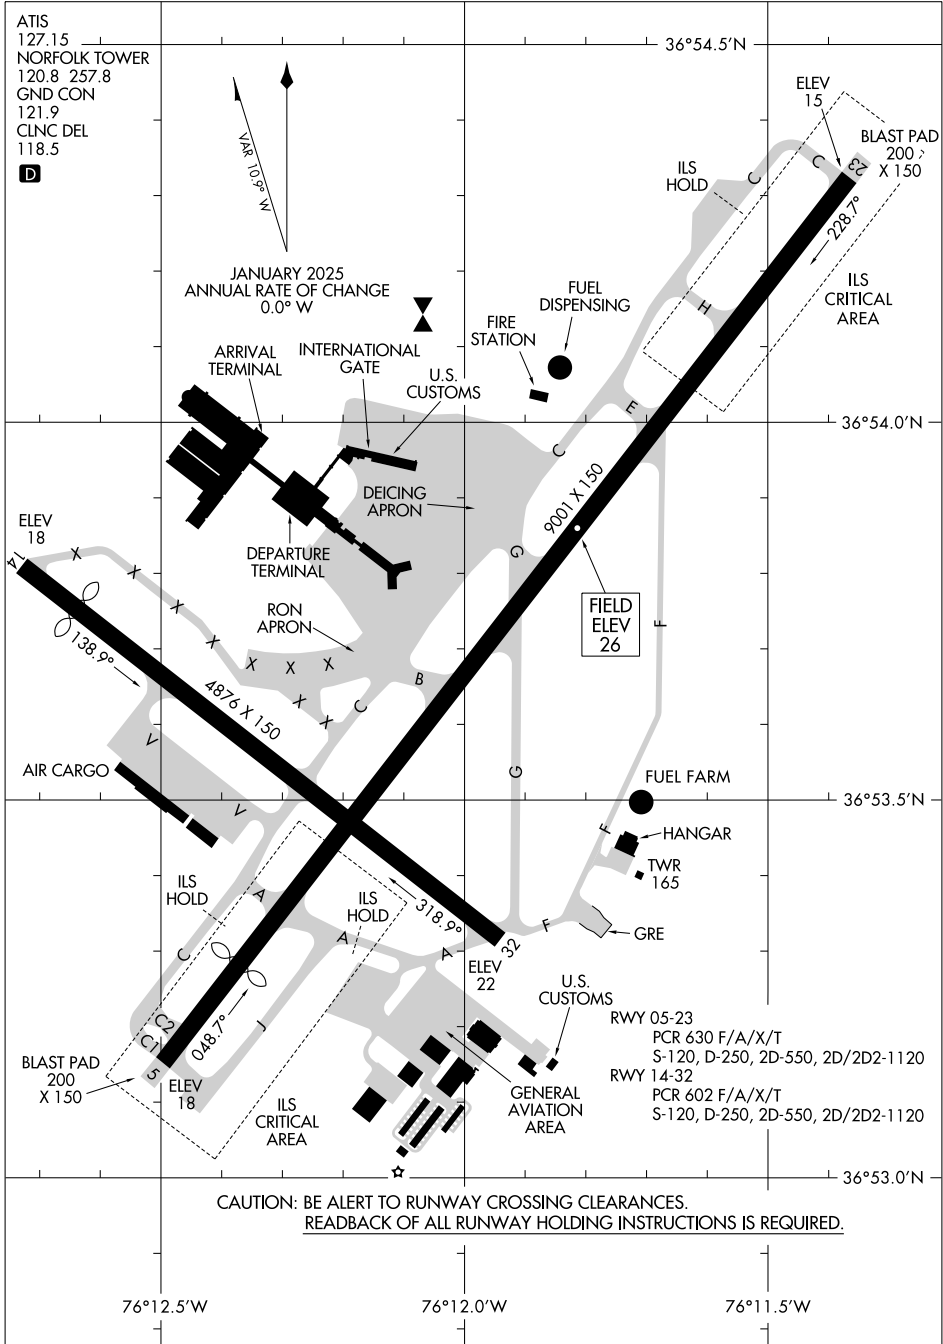 ATIS
127.15
NORFOLK TOWER
120.8 257.8
GND CON
121.9
CLNC DEL
118.5
D
VAR 10.9° W
JANUARY 2025
ANNUAL RATE OF CHANGE
0.0° W
36°54.5'N
ELEV
15
BLAST PAD
200
X 150
23
C
C
ILS
HOLD
228.7°
ILS
CRITICAL
AREA
H
FUEL
DISPENSING
FIRE
STATION
ARRIVAL
TERMINAL
INTERNATIONAL
GATE
U.S.
CUSTOMS
E
36°54.0'N
C
DEICING
APRON
9001 X 150
ELEV
18
14
X
X
X
X
X
X
X
X
X
DEPARTURE
TERMINAL
G
RON
APRON
FIELD
ELEV
26
F
138.9°
B
4876 X 150
C
V
V
AIR CARGO
G
FUEL FARM
36°53.5'N
F
HANGAR
TWR
165
ILS
HOLD
A
ILS
HOLD
318.9°
A
A
F
GRE
32
ELEV
22
C
U.S.
CUSTOMS
C2
C1
048.7°
J
5
BLAST PAD
200
X 150
ELEV
18
ILS
CRITICAL
AREA
GENERAL
AVIATION
AREA
RWY 05-23
PCR 630 F/A/X/T
S-120, D-250, 2D-550, 2D/2D2-1120
RWY 14-32
PCR 602 F/A/X/T
S-120, D-250, 2D-550, 2D/2D2-1120
36°53.0'N
CAUTION: BE ALERT TO RUNWAY CROSSING CLEARANCES.
READBACK OF ALL RUNWAY HOLDING INSTRUCTIONS IS REQUIRED.
76°12.5'W
76°12.0'W
76°11.5'W